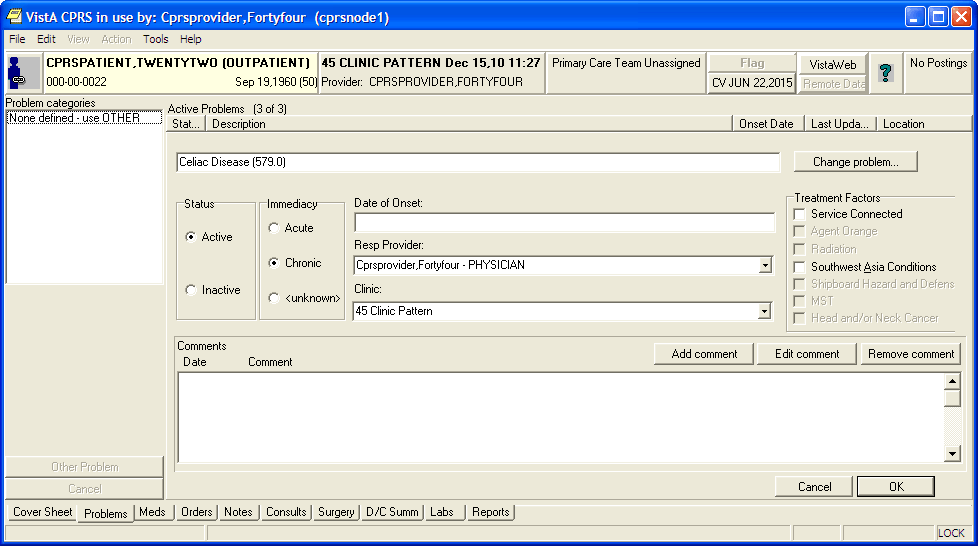 VistA CPRS in use by: Cprsprovider,Fortyfour (cprsnode1)
File Edit View Action Tools Help
CPRSPATIENT,TWENTYTWO (OUTPATIENT) 45 CLINIC PATTERN Dec 15,10 11:27 Primary Care Team Unassigned Flag VistaWeb ? No Postings
000-00-0022 Sep 19,1960 (50) Provider: CPRSPROVIDER,FORTYFOUR CV JUN 22,2015 Remote Data
Problem categories
None defined - use OTHER
Active Problems (3 of 3)
Stat... Description Onset Date Last Upda... Location
Celiac Disease (579.0) Change problem...
Status
Active
Inactive
Immediacy
Acute
Chronic
<unknown>
Date of Onset:
Resp Provider:
Cprsprovider,Fortyfour - PHYSICIAN
Clinic:
45 Clinic Pattern
Treatment Factors
Service Connected
Agent Orange
Radiation
Southwest Asia Conditions
Shipboard Hazard and Defens
MST
Head and/or Neck Cancer
Comments
Date Comment
Add comment Edit comment Remove comment
Other Problem
Cancel
Cancel OK
Cover Sheet Problems Meds Orders Notes Consults Surgery D/C Summ Labs Reports
LOCK